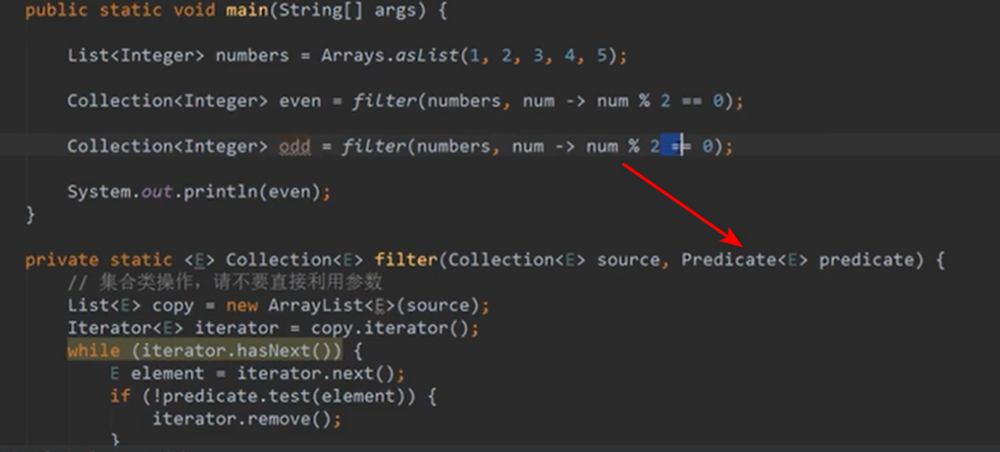 public static void main(String[] args) {
List<Integer> numbers = Arrays.asList(1, 2, 3, 4, 5);
Collection<Integer> even = filter(numbers, num -> num % 2 == 0);
Collection<Integer> odd = filter(numbers, num -> num % 2 == 0);
System.out.println(even);
}
private static <E> Collection<E> filter(Collection<E> source, Predicate<E> predicate) {
// 集合类操作，请不要直接利用参数
List<E> copy = new ArrayList<E>(source);
Iterator<E> iterator = copy.iterator();
while (iterator.hasNext()) {
E element = iterator.next();
if (!predicate.test(element)) {
iterator.remove();
}